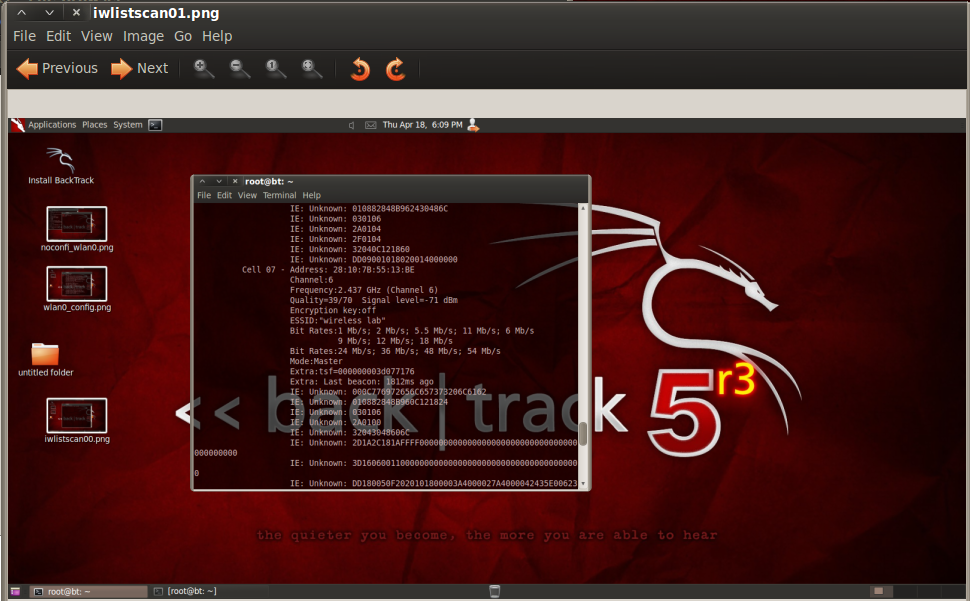 iwlistscan01.png
File Edit View Image Go Help
Previous Next
Applications Places System Thu Apr 18, 6:09 PM
Install BackTrack
noconfi_wlan0.png
wlan0_config.png
untitled folder
iwlistscan00.png
root@bt: ~
File Edit View Terminal Help
IE: Unknown: 010882848B962430486C
IE: Unknown: 030106
IE: Unknown: 2A0104
IE: Unknown: 2F0104
IE: Unknown: 32040C121860
IE: Unknown: DD09001018020014000000
Cell 07 - Address: 28:10:7B:55:13:BE
Channel:6
Frequency:2.437 GHz (Channel 6)
Quality=39/70 Signal level=-71 dBm
Encryption key:off
ESSID:"wireless lab"
Bit Rates:1 Mb/s; 2 Mb/s; 5.5 Mb/s; 11 Mb/s; 6 Mb/s
9 Mb/s; 12 Mb/s; 18 Mb/s
Bit Rates:24 Mb/s; 36 Mb/s; 48 Mb/s; 54 Mb/s
Mode:Master
Extra:tsf=000000003d077176
Extra: Last beacon: 1812ms ago
IE: Unknown: 000C776972656C657373206C6162
IE: Unknown: 010882848B960C121824
IE: Unknown: 030106
IE: Unknown: 2A0100
IE: Unknown: 32043048606C
IE: Unknown: 2D1A2C181AFFFF000000000000000000000000000000000
000000000
IE: Unknown: 3D16060011000000000000000000000000000000000000
0
IE: Unknown: DD180050F2020101800003A4000027A4000042435E00623
<< back | track 5 r3
the quieter you become, the more you are able to hear
root@bt: ~ [root@bt: ~]